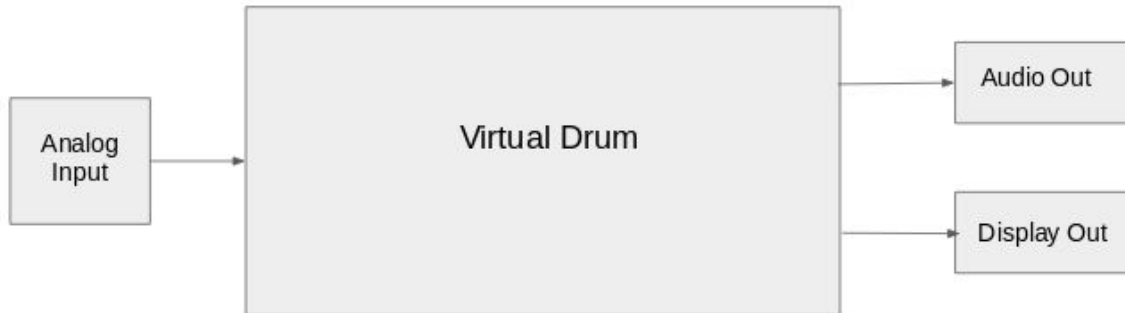 Analog
Input
Virtual Drum
Audio Out
Display Out